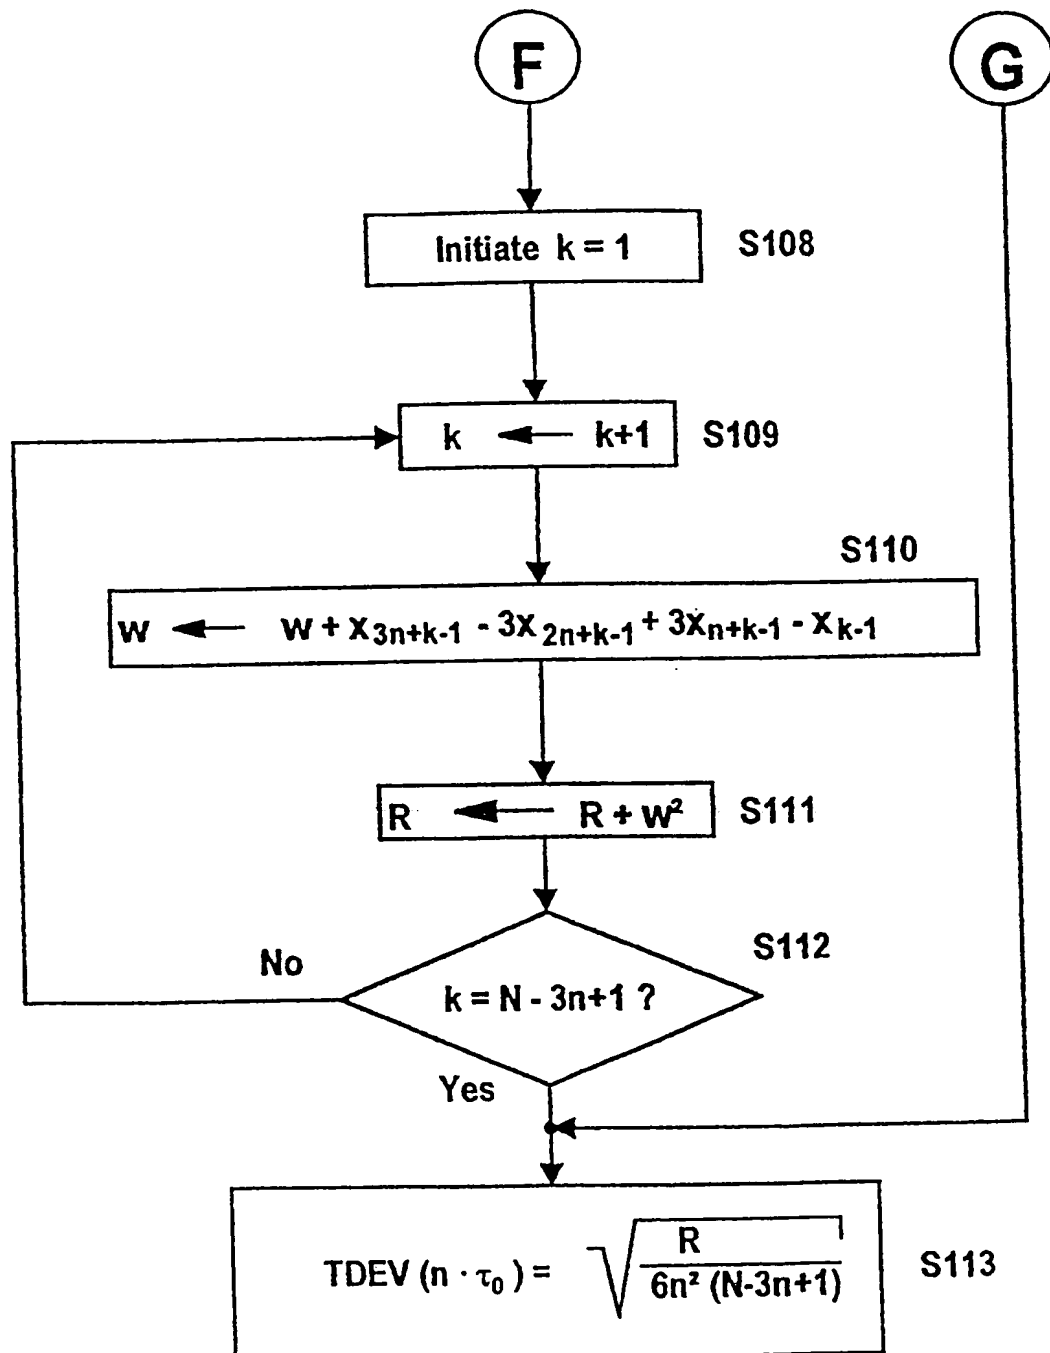 F
G
Initiate k = 1
S108
k ← k+1
S109
S110
w ← w + x₃ₙ₊ₖ₋₁ - 3x₂ₙ₊ₖ₋₁ + 3xₙ₊ₖ₋₁ - xₖ₋₁
R ← R + w²
S111
S112
No
k = N - 3n+1 ?
Yes
TDEV (n · τ₀) = √ R / 6n² (N-3n+1)
S113